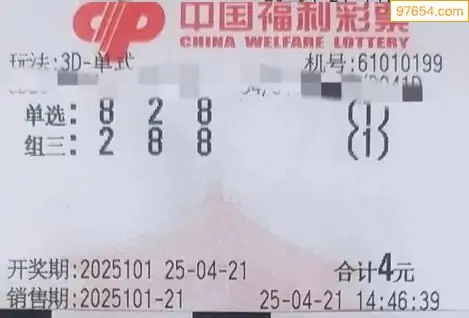 97654.com
中国福利彩票
CHINA WELFARE LOTTERY
玩法:3D-单式 机号:61010199
单选: 8 2 8 (1)
组三: 2 8 8 (1)
开奖期:2025101 25-04-21 合计4元
销售期:2025101-21 25-04-21 14:46:39